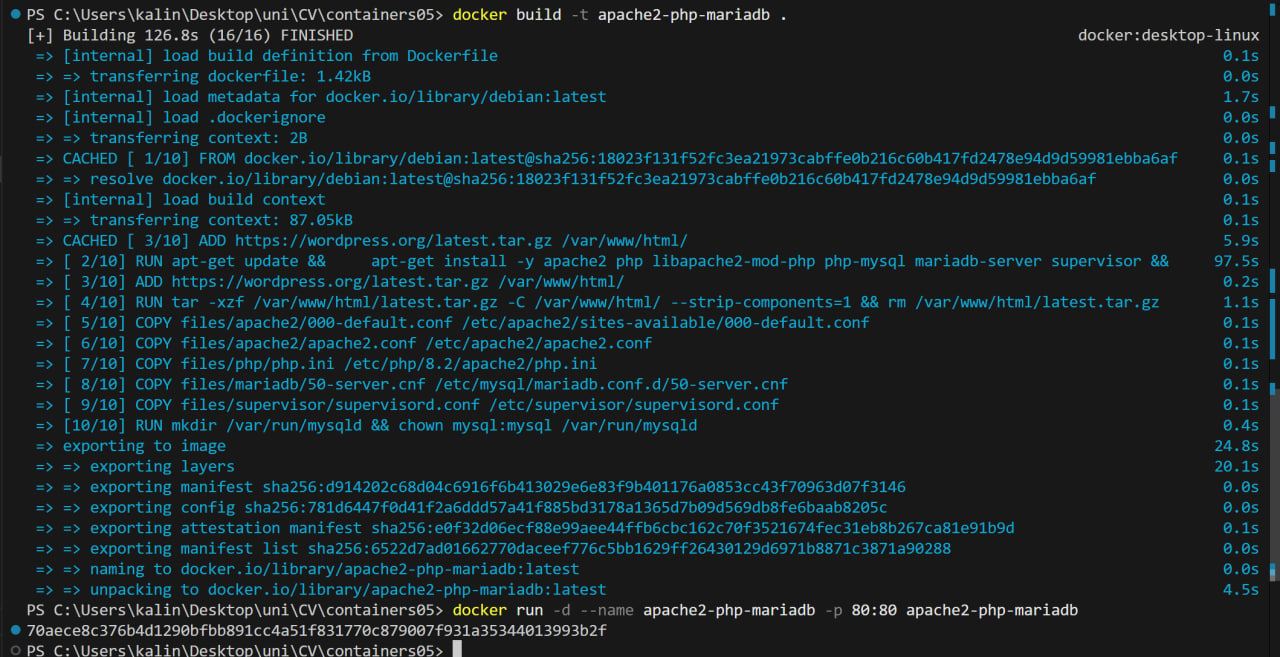 PS C:\Users\kalin\Desktop\uni\CV\containers05> docker build -t apache2-php-mariadb .
[+] Building 126.8s (16/16) FINISHED docker:desktop-linux
=> [internal] load build definition from Dockerfile 0.1s
=> => transferring dockerfile: 1.42kB 0.0s
=> [internal] load metadata for docker.io/library/debian:latest 1.7s
=> [internal] load .dockerignore 0.0s
=> => transferring context: 2B 0.0s
=> CACHED [ 1/10] FROM docker.io/library/debian:latest@sha256:18023f131f52fc3ea21973cabffe0b216c60b417fd2478e94d9d59981ebba6af 0.1s
=> => resolve docker.io/library/debian:latest@sha256:18023f131f52fc3ea21973cabffe0b216c60b417fd2478e94d9d59981ebba6af 0.0s
=> [internal] load build context 0.1s
=> => transferring context: 87.05kB 0.1s
=> CACHED [ 3/10] ADD https://wordpress.org/latest.tar.gz /var/www/html/ 5.9s
=> [ 2/10] RUN apt-get update &&     apt-get install -y apache2 php libapache2-mod-php php-mysql mariadb-server supervisor && 97.5s
=> [ 3/10] ADD https://wordpress.org/latest.tar.gz /var/www/html/ 0.2s
=> [ 4/10] RUN tar -xzf /var/www/html/latest.tar.gz -C /var/www/html/ --strip-components=1 && rm /var/www/html/latest.tar.gz 1.1s
=> [ 5/10] COPY files/apache2/000-default.conf /etc/apache2/sites-available/000-default.conf 0.1s
=> [ 6/10] COPY files/apache2/apache2.conf /etc/apache2/apache2.conf 0.1s
=> [ 7/10] COPY files/php/php.ini /etc/php/8.2/apache2/php.ini 0.1s
=> [ 8/10] COPY files/mariadb/50-server.cnf /etc/mysql/mariadb.conf.d/50-server.cnf 0.1s
=> [ 9/10] COPY files/supervisor/supervisord.conf /etc/supervisor/supervisord.conf 0.1s
=> [10/10] RUN mkdir /var/run/mysqld && chown mysql:mysql /var/run/mysqld 0.4s
=> exporting to image 24.8s
=> => exporting layers 20.1s
=> => exporting manifest sha256:d914202c68d04c6916f6b413029e6e83f9b401176a0853cc43f70963d07f3146 0.0s
=> => exporting config sha256:781d6447f0d41f2a6ddd57a41f885bd3178a1365d7b09d569db8fe6baab8205c 0.0s
=> => exporting attestation manifest sha256:e0f32d06ecf88e99aee44ffb6cbc162c70f3521674fec31eb8b267ca81e91b9d 0.1s
=> => exporting manifest list sha256:6522d7ad01662770daceef776c5bb1629ff26430129d6971b8871c3871a90288 0.0s
=> => naming to docker.io/library/apache2-php-mariadb:latest 0.0s
=> => unpacking to docker.io/library/apache2-php-mariadb:latest 4.5s
PS C:\Users\kalin\Desktop\uni\CV\containers05> docker run -d --name apache2-php-mariadb -p 80:80 apache2-php-mariadb
70aece8c376b4d1290bfbb891cc4a51f831770c879007f931a35344013993b2f
PS C:\Users\kalin\Desktop\uni\CV\containers05>